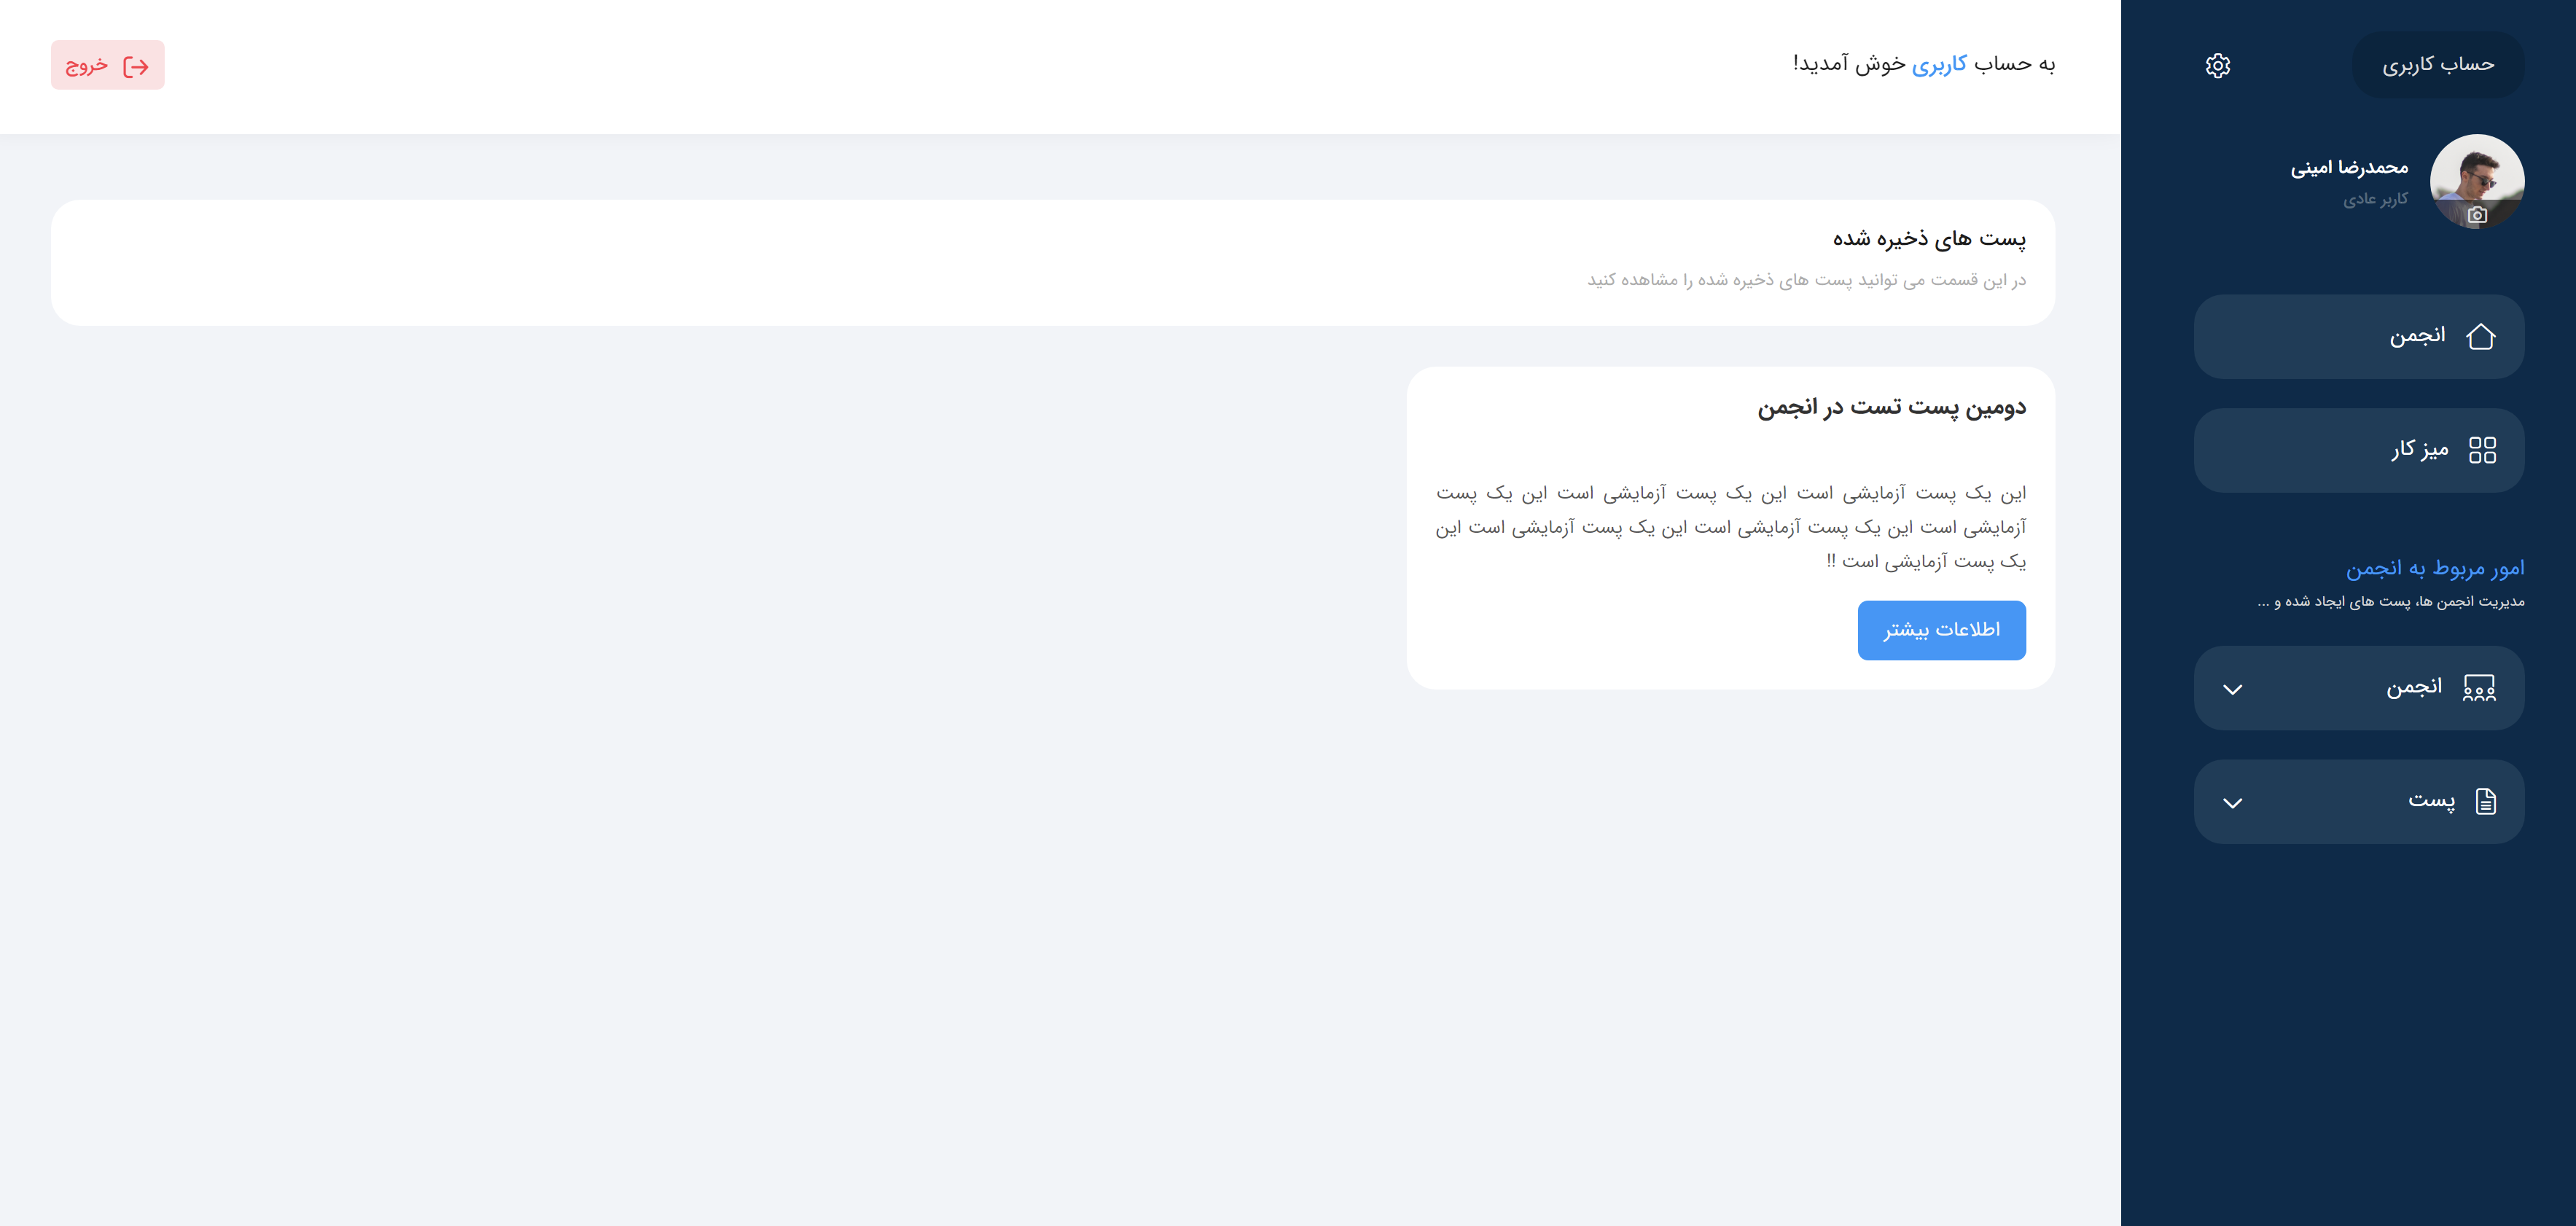 حساب کاربری
محمدرضا امینی
کاربر عادی
انجمن
میز کار
امور مربوط به انجمن
مدیریت انجمن ها، پست های ایجاد شده و ...
انجمن
پست
به حساب کاربری خوش آمدید!
خروج
پست های ذخیره شده
در این قسمت می توانید پست های ذخیره شده را مشاهده کنید
دومین پست تست در انجمن
این یک پست آزمایشی است این یک پست آزمایشی است این یک پست
آزمایشی است این یک پست آزمایشی است این یک پست آزمایشی است این
یک پست آزمایشی است !!
اطلاعات بیشتر